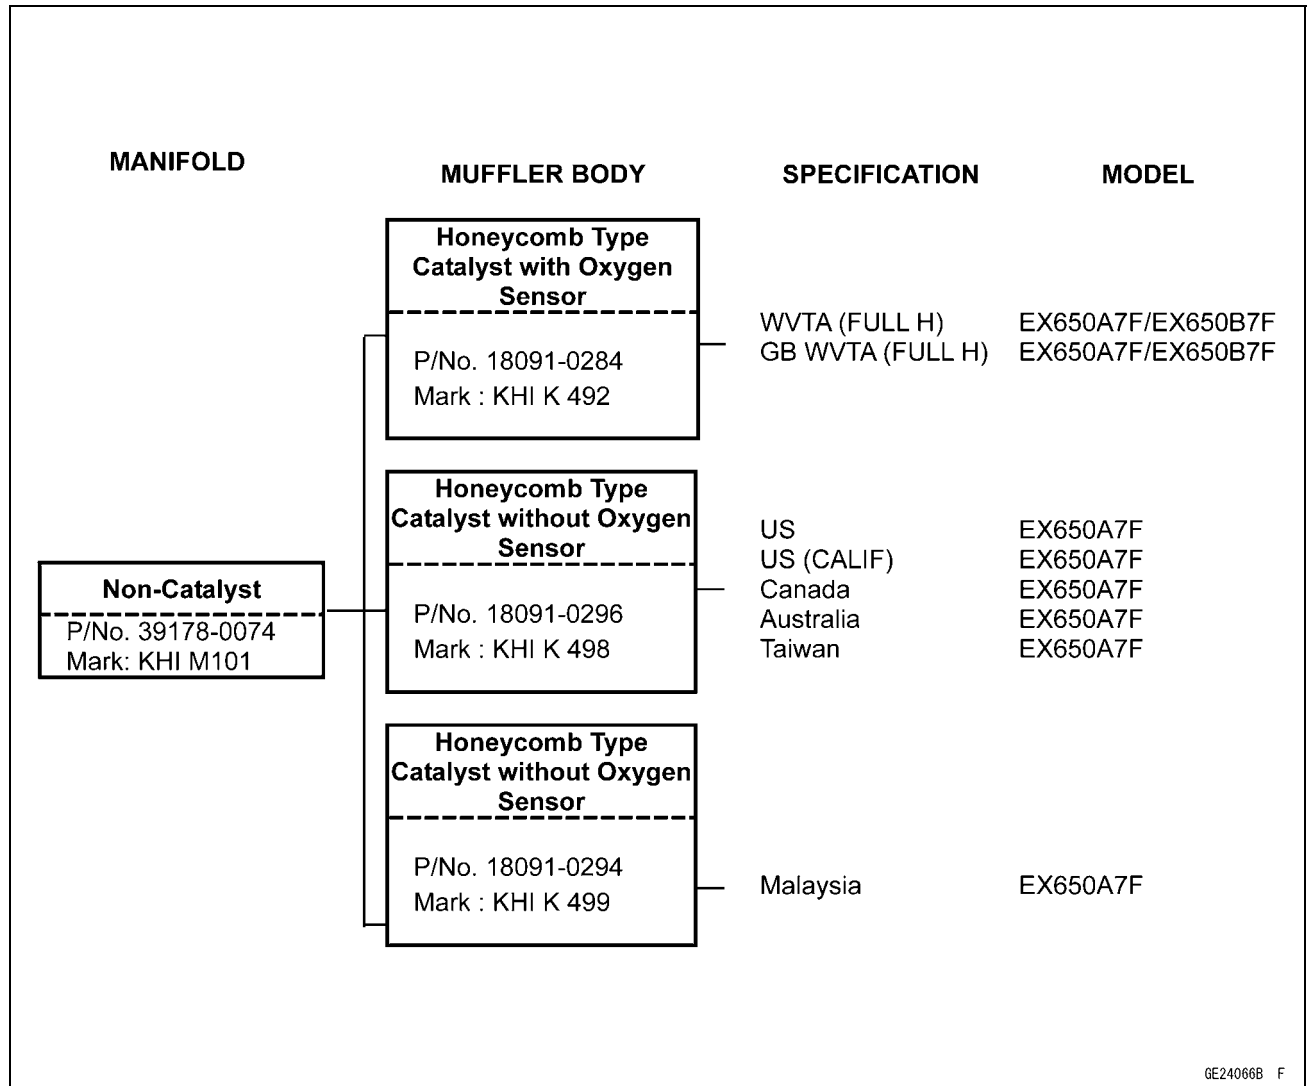 MANIFOLD
MUFFLER BODY
SPECIFICATION
MODEL
Honeycomb Type
Catalyst with Oxygen
Sensor
P/No. 18091-0284
Mark : KHI K 492
WVTA (FULL H) EX650A7F/EX650B7F
GB WVTA (FULL H) EX650A7F/EX650B7F
Honeycomb Type
Catalyst without Oxygen
Sensor
P/No. 18091-0296
Mark : KHI K 498
US EX650A7F
US (CALIF) EX650A7F
Canada EX650A7F
Australia EX650A7F
Taiwan EX650A7F
Non-Catalyst
P/No. 39178-0074
Mark: KHI M101
Honeycomb Type
Catalyst without Oxygen
Sensor
P/No. 18091-0294
Mark : KHI K 499
Malaysia EX650A7F
GE24066B F